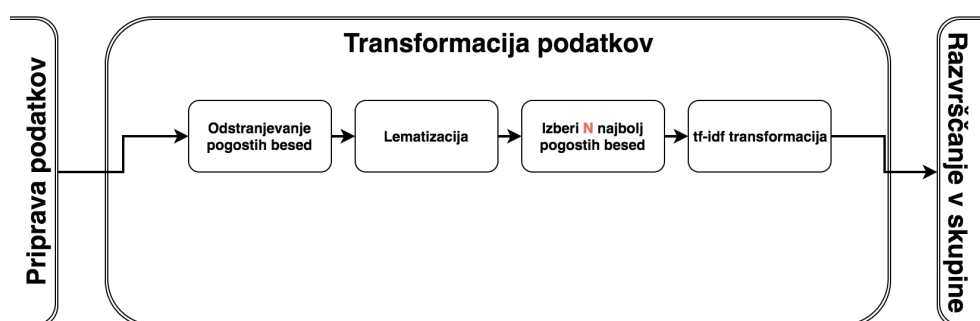 Priprava podatkov
Transformacija podatkov
Odstranjevanje
pogostih besed
Lematizacija
Izberi N najbolj
pogostih besed
tf-idf transformacija
Razvrščanje v skupine